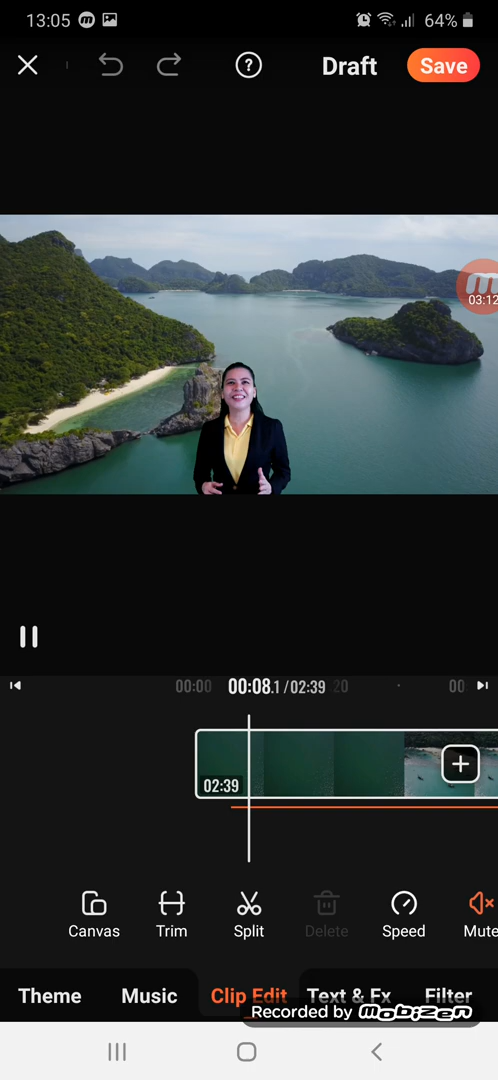 13:05 64%
Draft Save
03:12
00:00 00:08.1/02:39 20 00
02:39
Canvas Trim Split Delete Speed Mute
Theme Music Clip Edit Text & Fx Filter
Recorded by mobizen